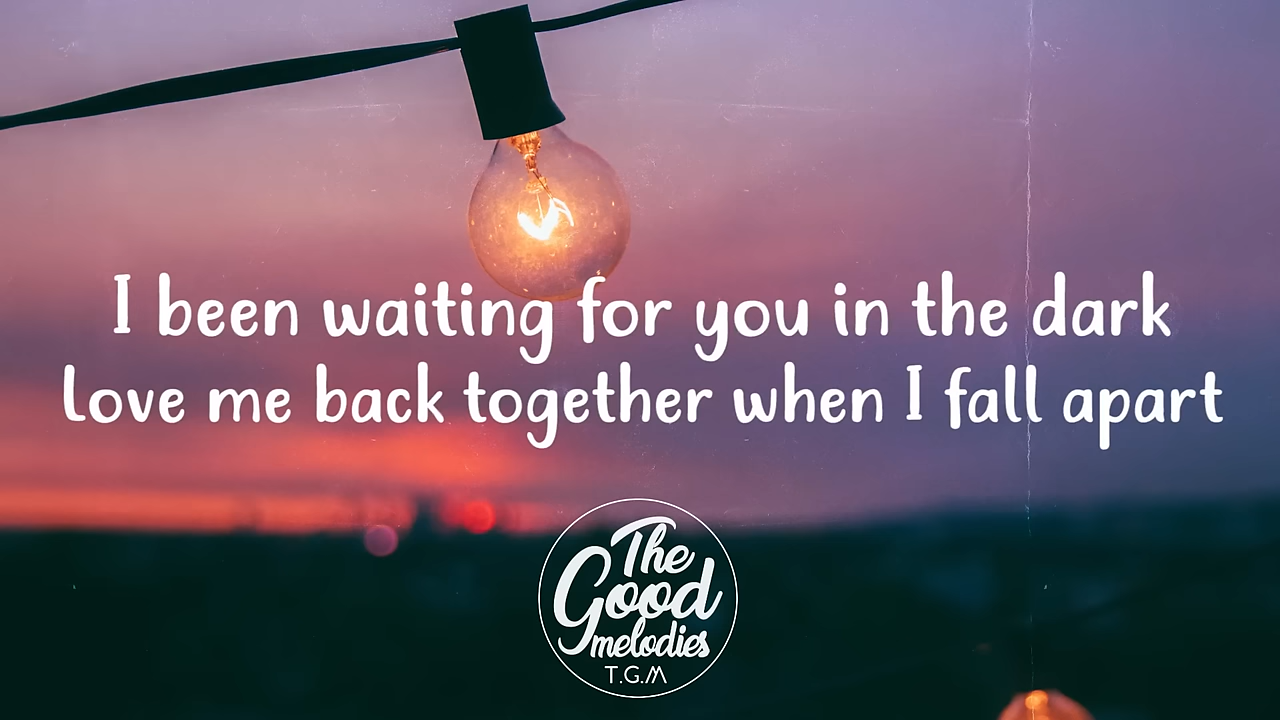 I been waiting for you in the dark
Love me back together when I fall apart
The
Good
melodies
T.G.M